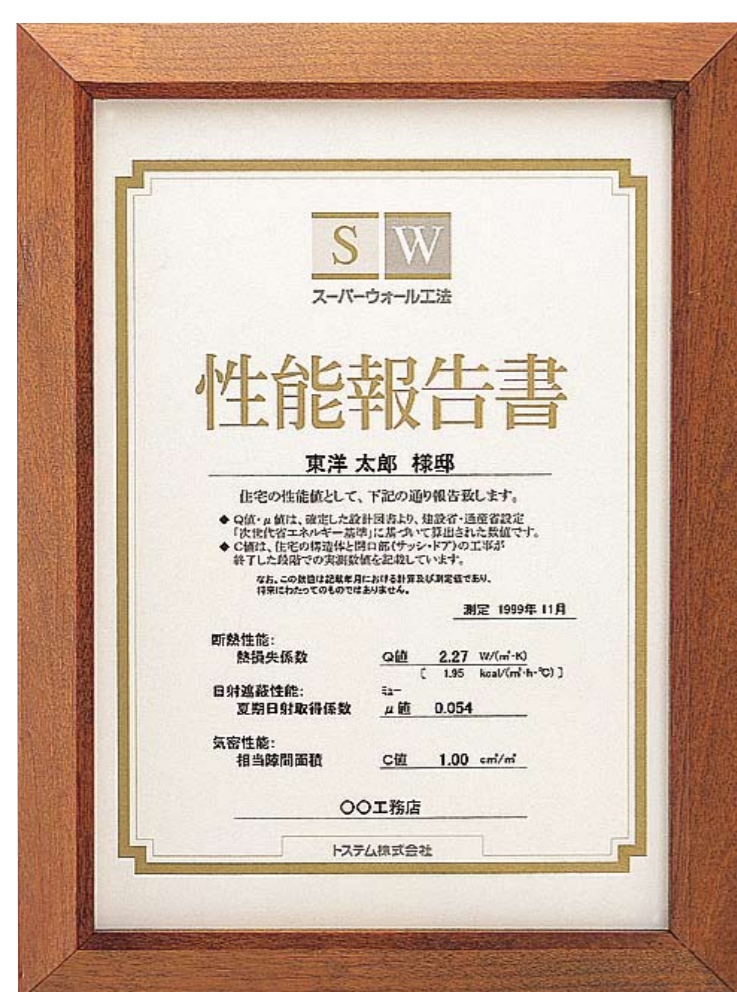 S W
スーパーウォール工法
性能報告書
東洋 太郎 様邸
住宅の性能値として、下記の通り報告致します。
◆ Q値・μ値は、確定した設計図書より、建設省・通産省設定
「次世代省エネルギー基準」に基づいて算出された数値です。
◆ C値は、住宅の構造体と開口部(サッシ・ドア)の工事が
終了した段階での実測数値を記載しています。
なお、この数値は記載年月における計算及び測定値であり、
将来にわたってのものではありません。
測定 1999年 11月
断熱性能:
熱損失係数 Q値 2.27 W/(㎡·K)
[ 1.95 kcal/(㎡·h·℃) ]
日射遮蔽性能: ミュー
夏期日射取得係数 μ値 0.054
気密性能:
相当隙間面積 C値 1.00 c㎡/㎡
〇〇工務店
トステム株式会社